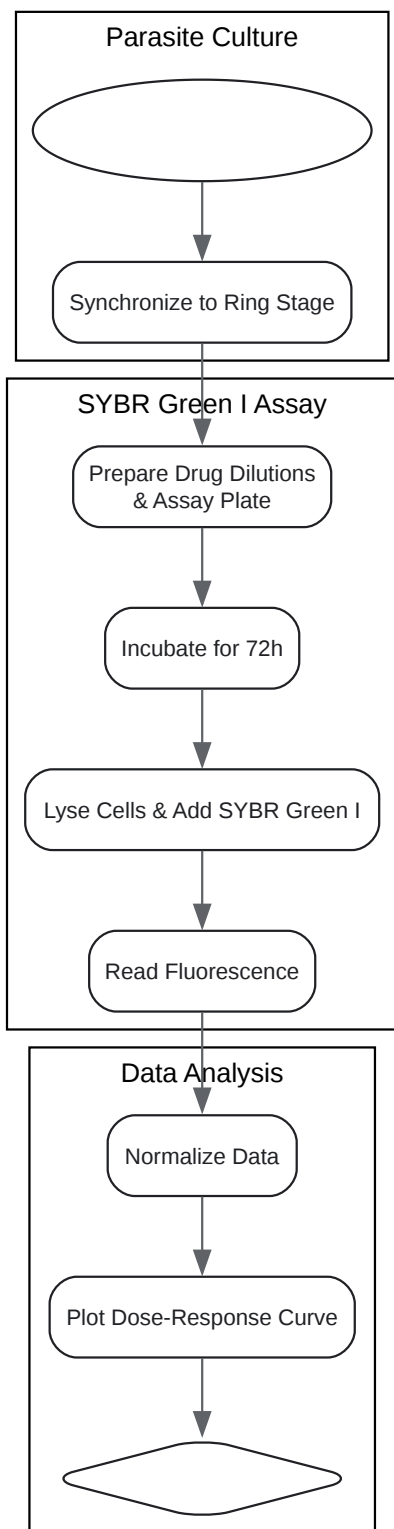 Parasite Culture
Synchronize to Ring Stage
SYBR Green I Assay
Prepare Drug Dilutions
& Assay Plate
Incubate for 72h
Lyse Cells & Add SYBR Green I
Read Fluorescence
Data Analysis
Normalize Data
Plot Dose-Response Curve